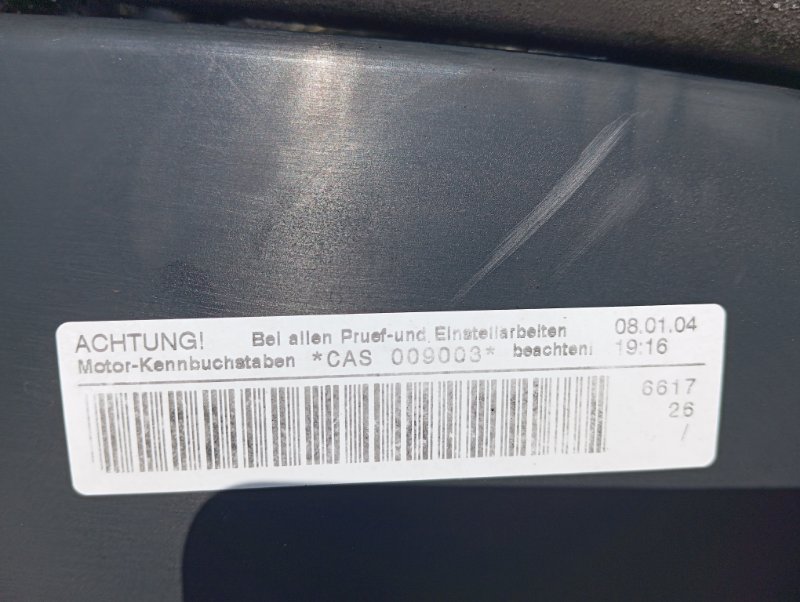 ACHTUNG! Bei allen Pruef-und Einstellarbeiten 08.01.04
Motor-Kennbuchstaben *CAS 009003* beachten! 19:16
6617
26
/